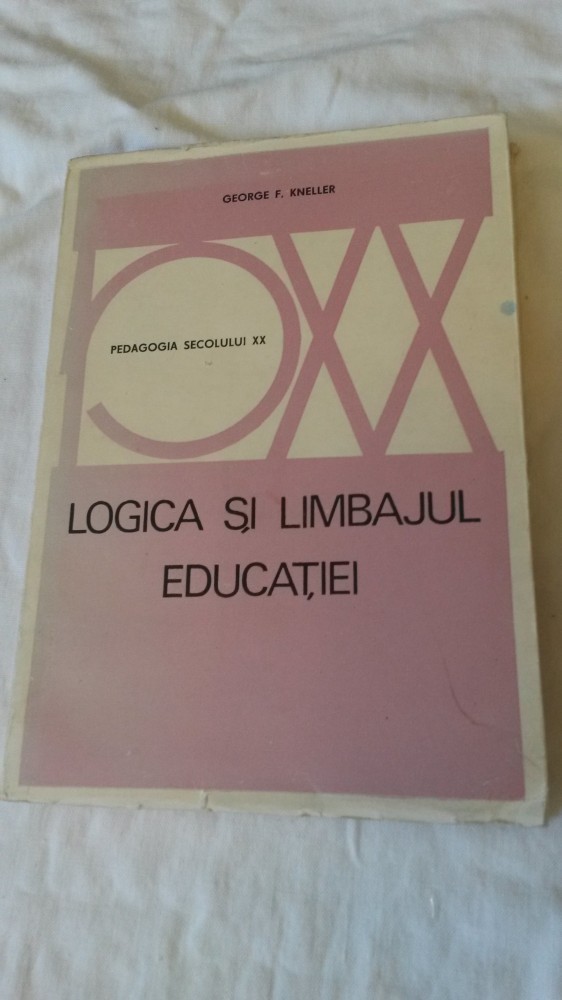 GEORGE F. KNELLER
PEDAGOGIA SECOLULUI XX
LOGICA ȘI LIMBAJUL
EDUCAȚIEI